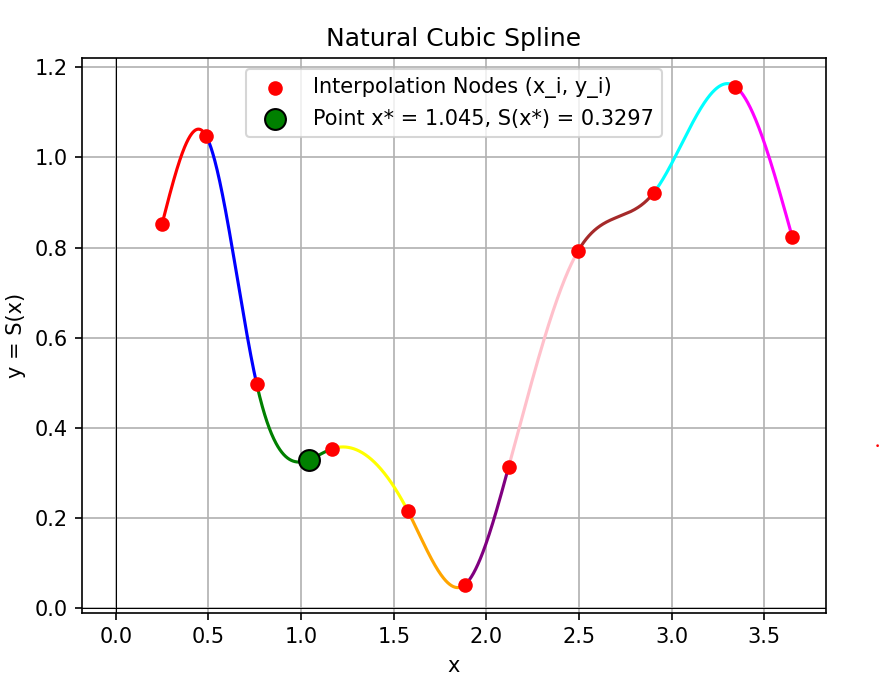 Natural Cubic Spline
Interpolation Nodes (x_i, y_i)
Point x* = 1.045, S(x*) = 0.3297
y = S(x)
1.2
1.0
0.8
0.6
0.4
0.2
0.0
0.0 0.5 1.0 1.5 2.0 2.5 3.0 3.5
x